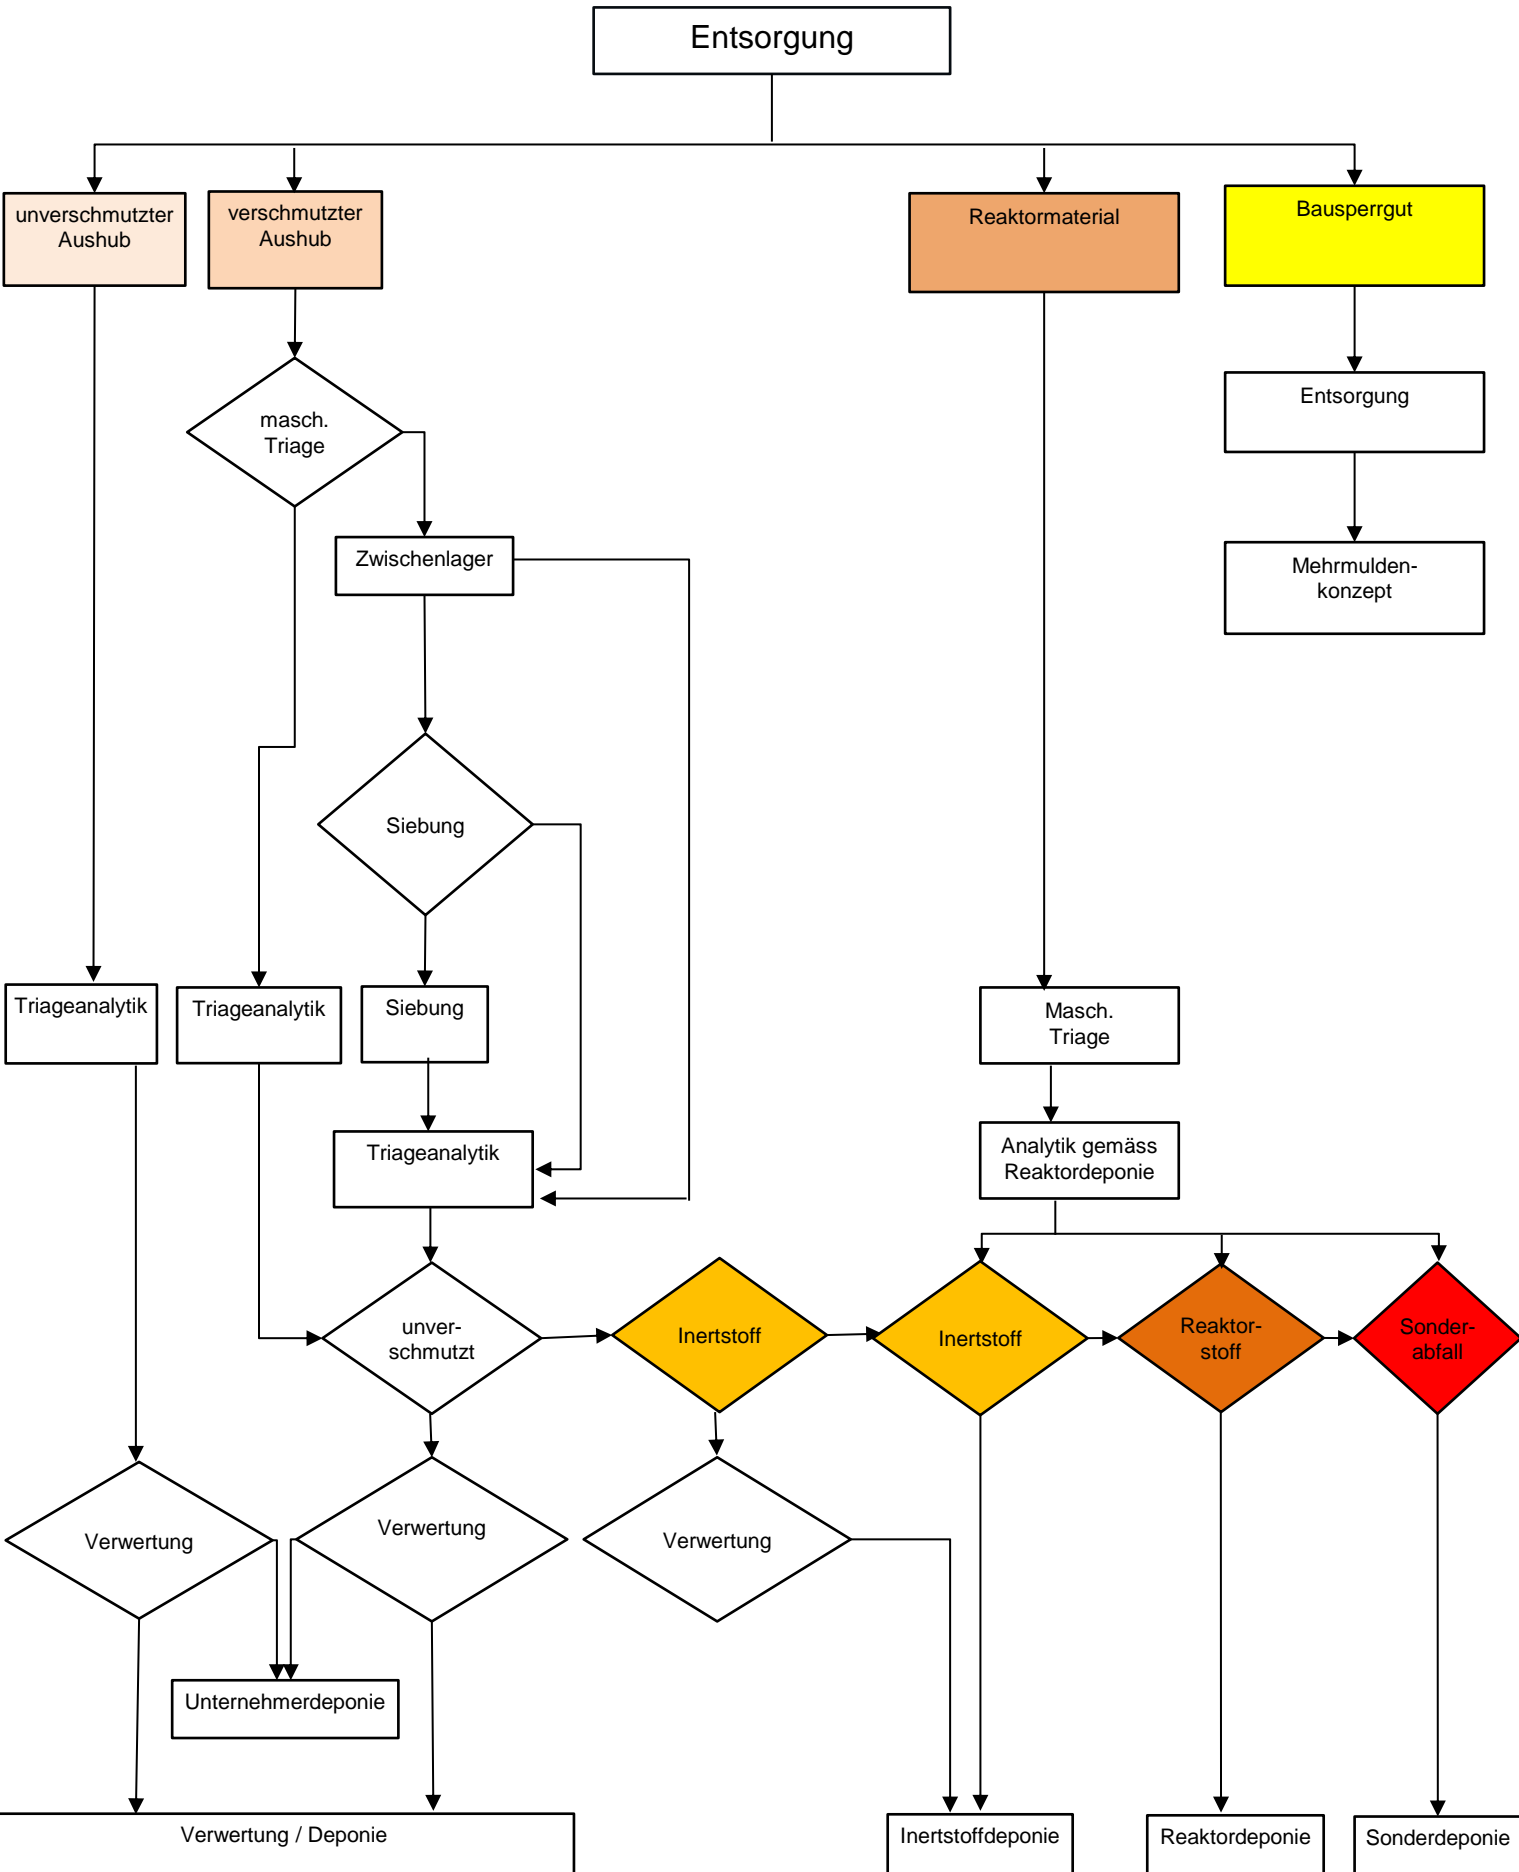 Entsorgung
unverschmutzter
Aushub
verschmutzter
Aushub
Reaktormaterial
Bausperrgut
masch.
Triage
Entsorgung
Zwischenlager
Mehrmulden-
konzept
Siebung
Triageanalytik
Triageanalytik
Siebung
Masch.
Triage
Triageanalytik
Analytik gemäss
Reaktordeponie
unver-
schmutzt
Inertstoff
Inertstoff
Reaktor-
stoff
Sonder-
abfall
Verwertung
Verwertung
Verwertung
Unternehmerdeponie
Verwertung / Deponie
Inertstoffdeponie
Reaktordeponie
Sonderdeponie